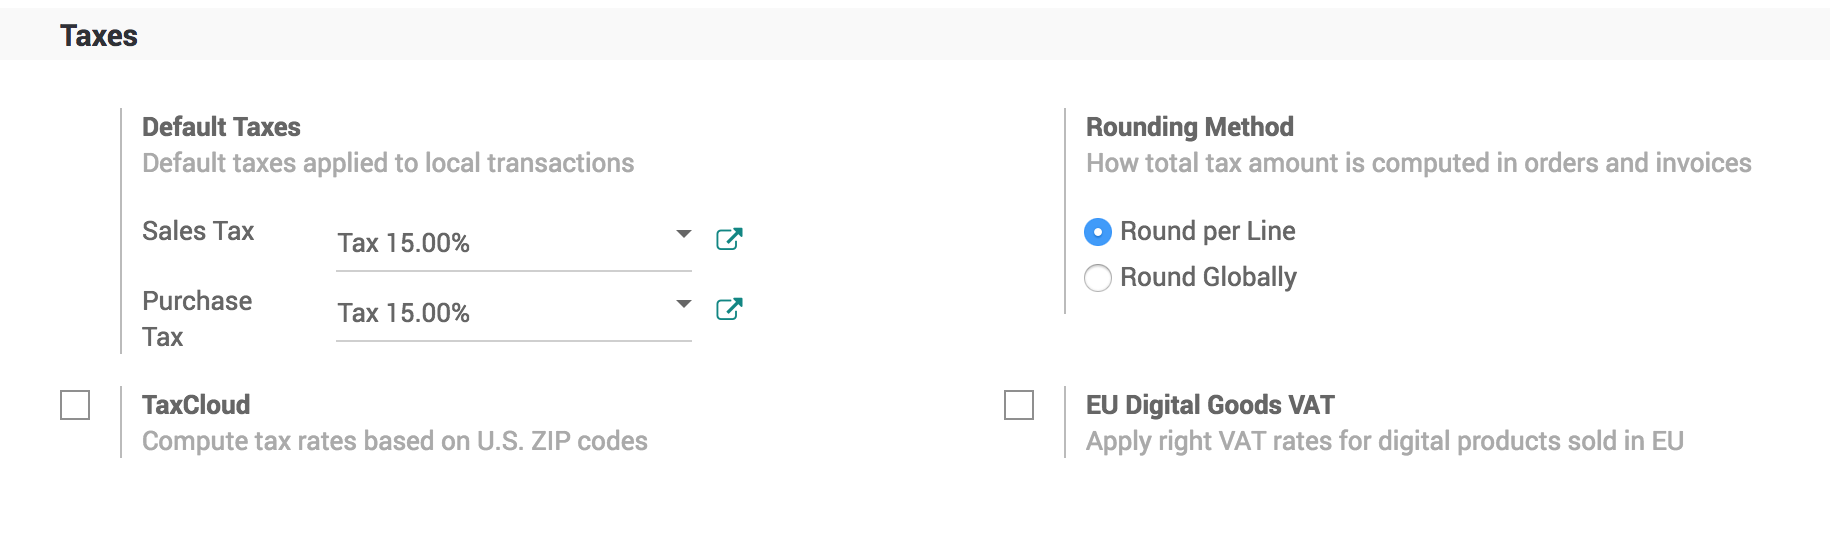 Taxes
Default Taxes
Default taxes applied to local transactions
Sales Tax
Tax 15.00%
Purchase
Tax
Tax 15.00%
Rounding Method
How total tax amount is computed in orders and invoices
Round per Line
Round Globally
TaxCloud
Compute tax rates based on U.S. ZIP codes
EU Digital Goods VAT
Apply right VAT rates for digital products sold in EU